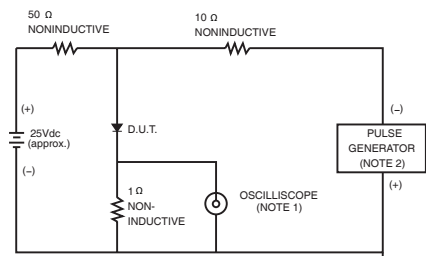 50 Ω
NONINDUCTIVE
10 Ω
NONINDUCTIVE
(+)
25Vdc
(approx.)
(−)
D.U.T.
1 Ω
NON-
INDUCTIVE
OSCILLISCOPE
(NOTE 1)
(−)
PULSE
GENERATOR
(NOTE 2)
(+)